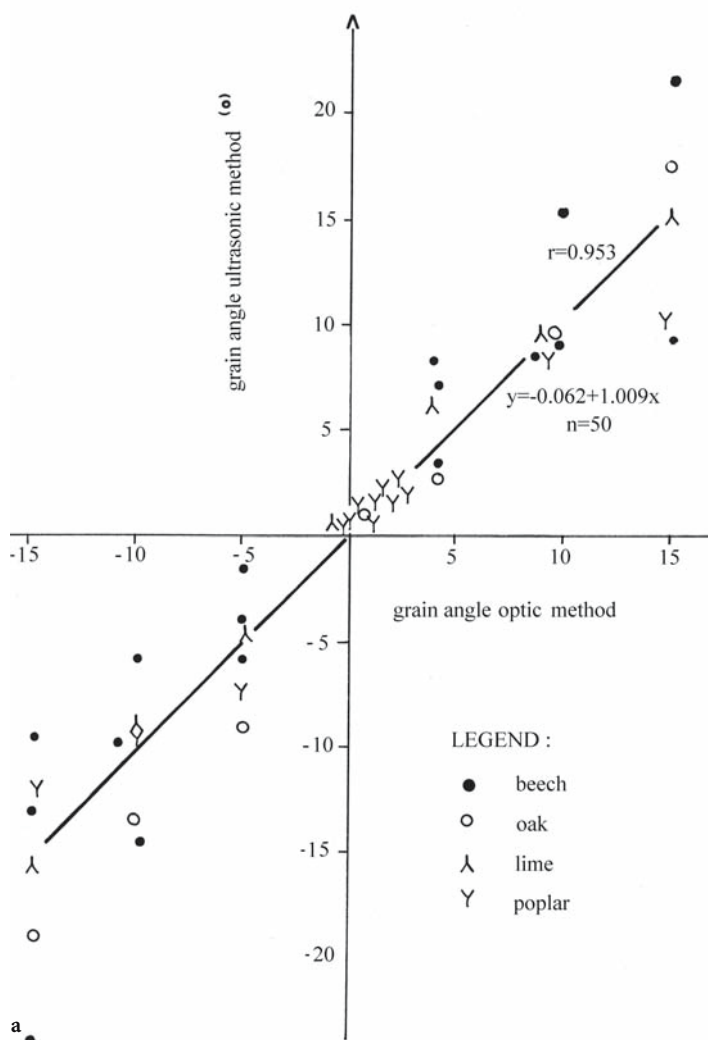 20
grain angle ultrasonic method (o)
15
r=0.953
10
y=-0.062+1.009x
n=50
5
-15 -10 -5 5 10 15
grain angle optic method
-5
-10
LEGEND :
beech
oak
-15
lime
poplar
-20
a